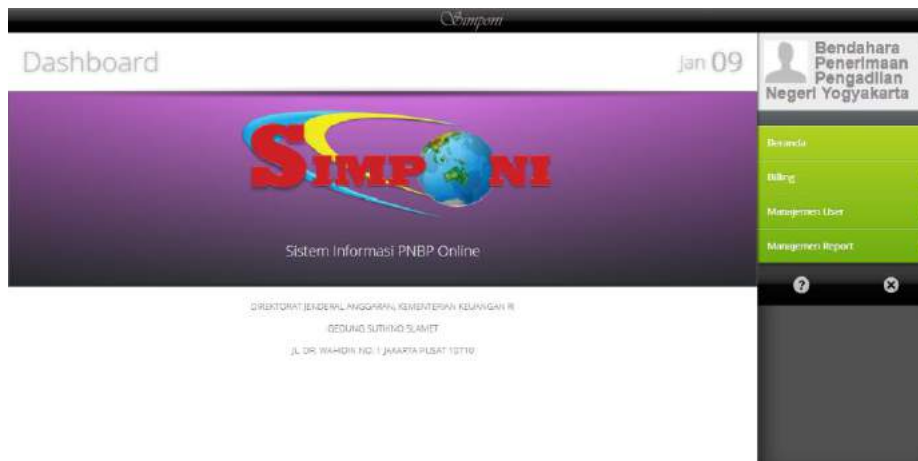 Simponi
Dashboard
Jan 09
Bendahara
Penerimaan
Pengadilan
Negeri Yogyakarta
SIMPONI
Sistem Informasi PNBP Online
Beranda
Billing
Manajemen User
Manajemen Report
?
DIREKTORAT JENDERAL ANGGARAN, KEMENTERIAN KEUANGAN RI
GEDUNG SUTIKNO SLAMET
JL. DR. WAHIDIN NO. 1 JAKARTA PUSAT 10710